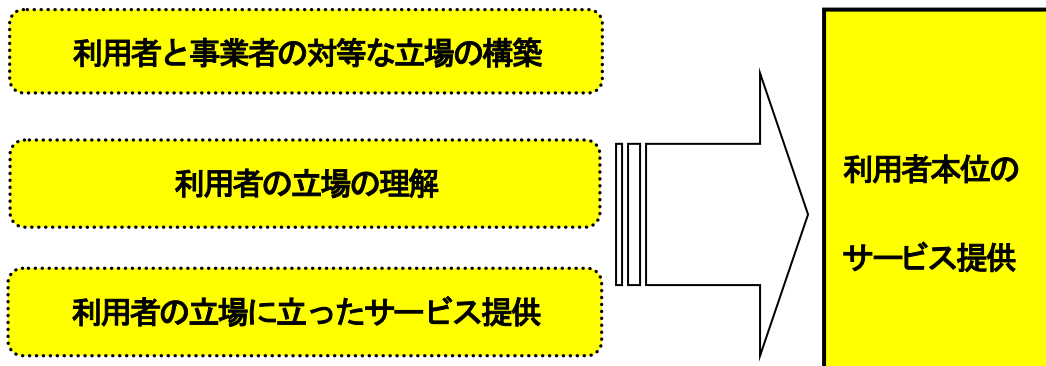 利用者と事業者の対等な立場の構築
利用者の立場の理解
利用者の立場に立ったサービス提供
利用者本位の
サービス提供